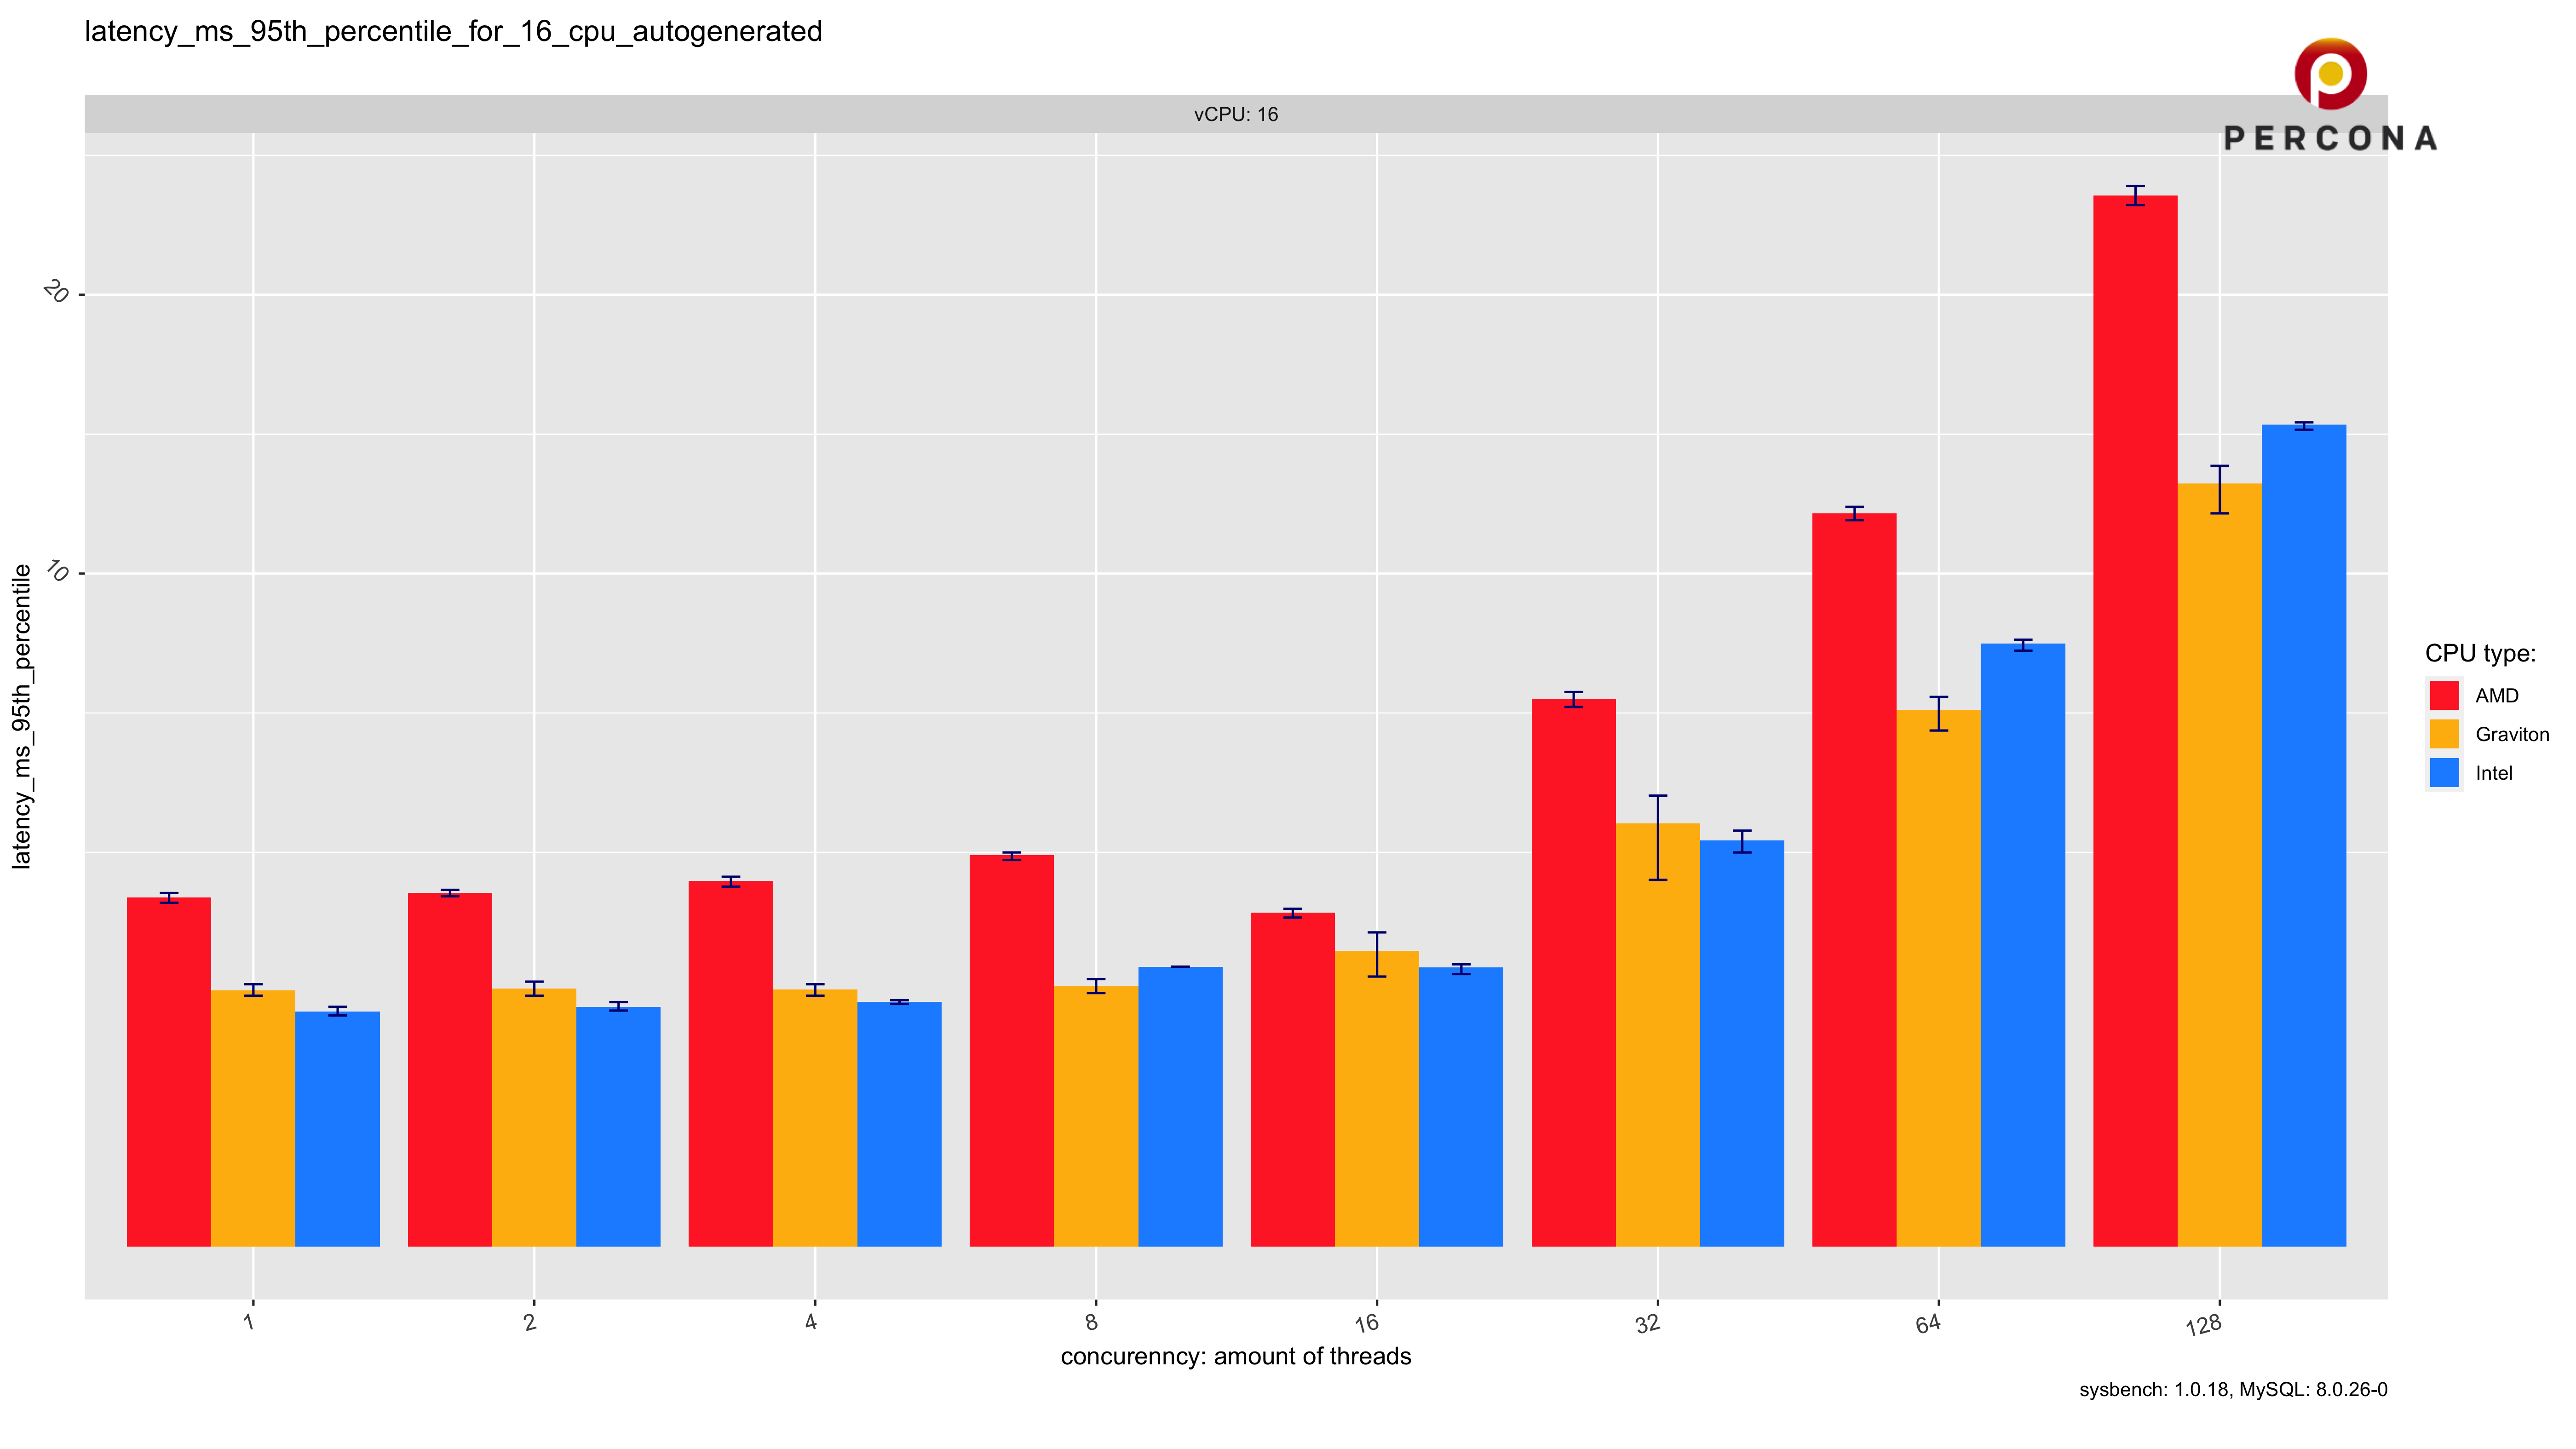 latency_ms_95th_percentile_for_16_cpu_autogenerated
PERCONA
vCPU: 16
20
10
latency_ms_95th_percentile
CPU type:
AMD
Graviton
Intel
1 2 4 8 16 32 64 128
concurenncy: amount of threads
sysbench: 1.0.18, MySQL: 8.0.26-0